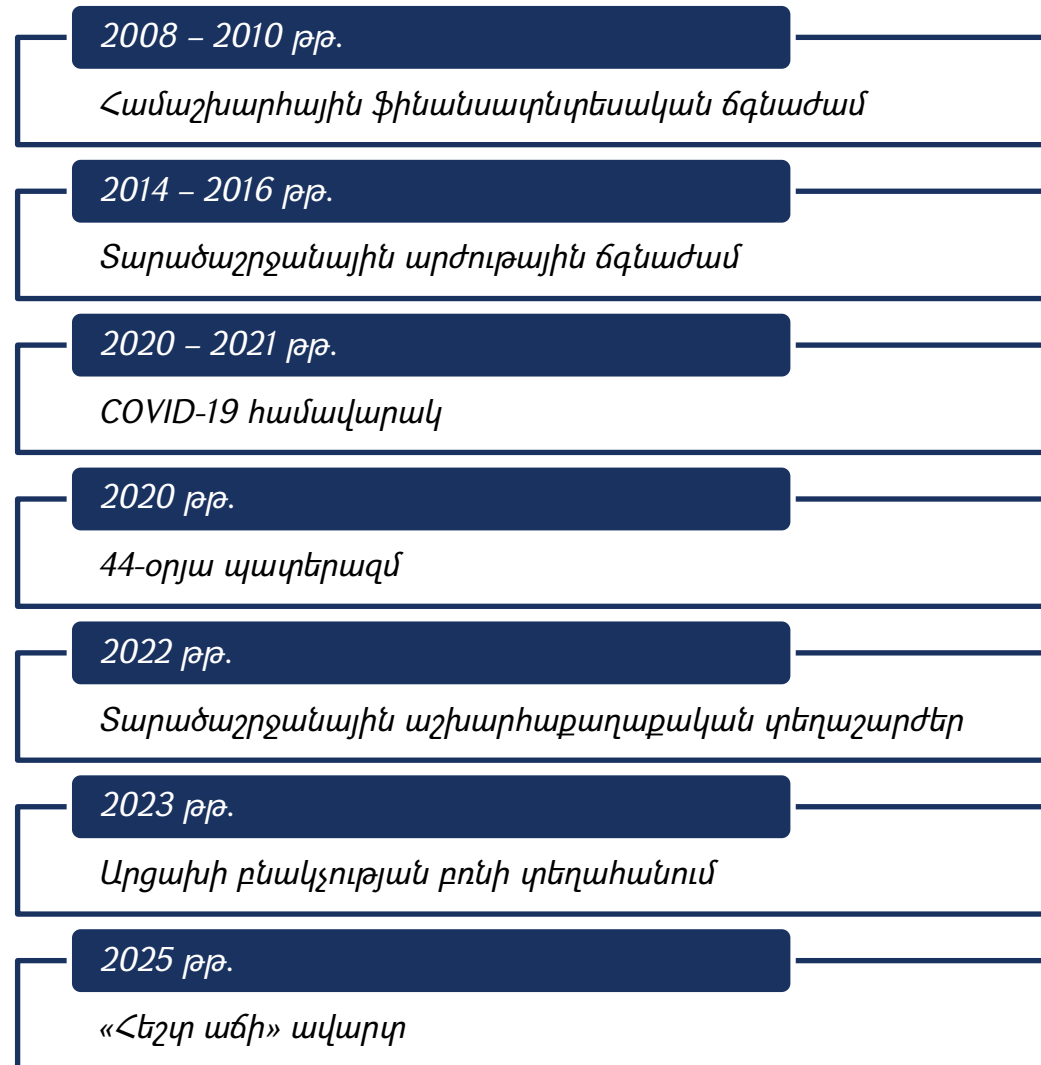 2008 – 2010 թթ.
Համաշխարհային ֆինանսատնտեսական ճգնաժամ
2014 – 2016 թթ.
Տարածաշրջանային արժութային ճգնաժամ
2020 – 2021 թթ.
COVID-19 համավարակ
2020 թթ.
44-օրյա պատերազմ
2022 թթ.
Տարածաշրջանային աշխարհաքաղաքական տեղաշարժեր
2023 թթ.
Արցախի բնակչության բռնի տեղահանում
2025 թթ.
«Հեշտ աճի» ավարտ